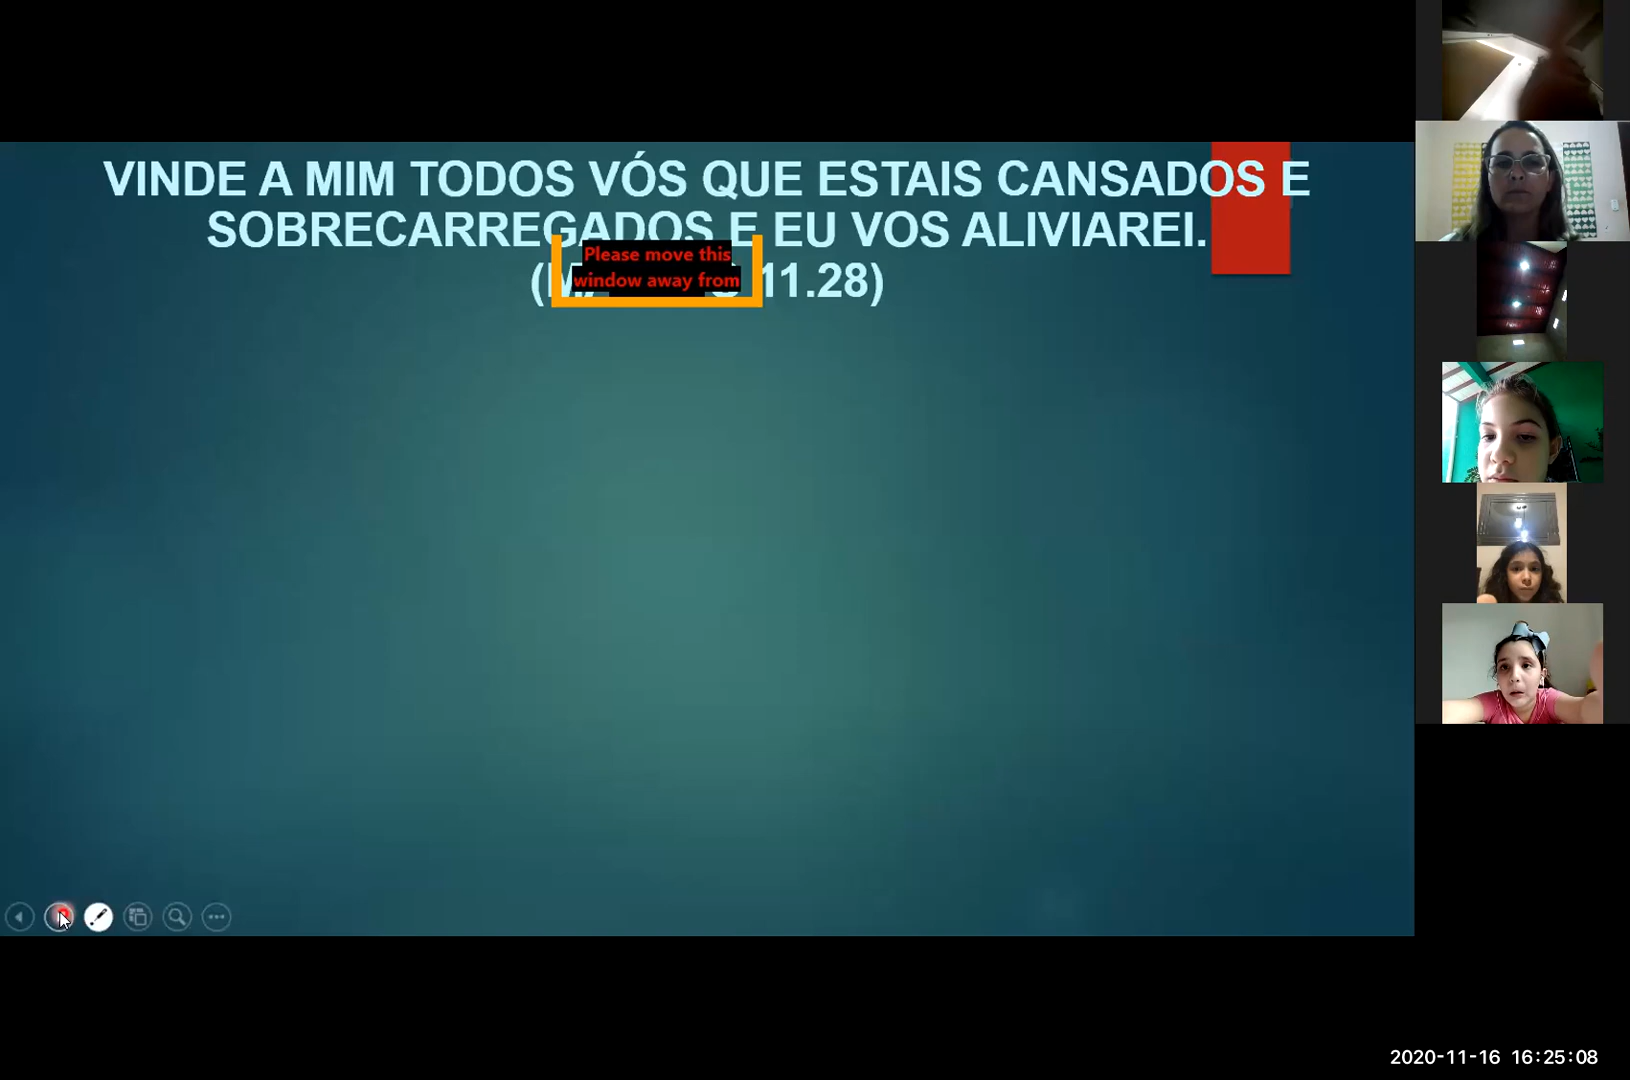 VINDE A MIM TODOS VÓS QUE ESTAIS CANSADOS E
SOBRECARREGADOS E EU VOS ALIVIAREI.
Please move this
window away from
11.28)
2020-11-16 16:25:08